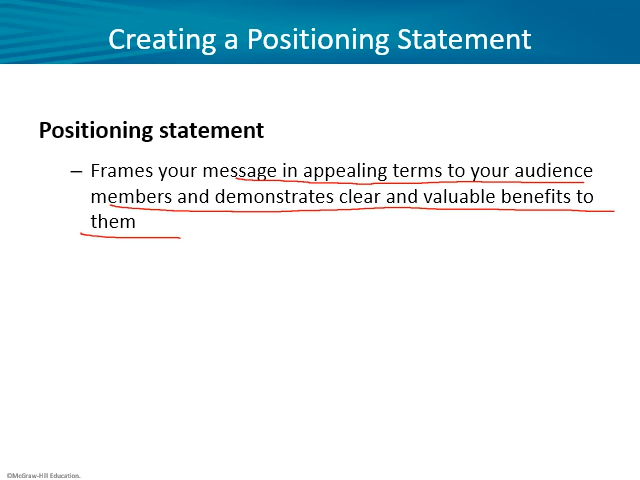 Creating a Positioning Statement
Positioning statement
– Frames your message in appealing terms to your audience
members and demonstrates clear and valuable benefits to
them
©McGraw-Hill Education.